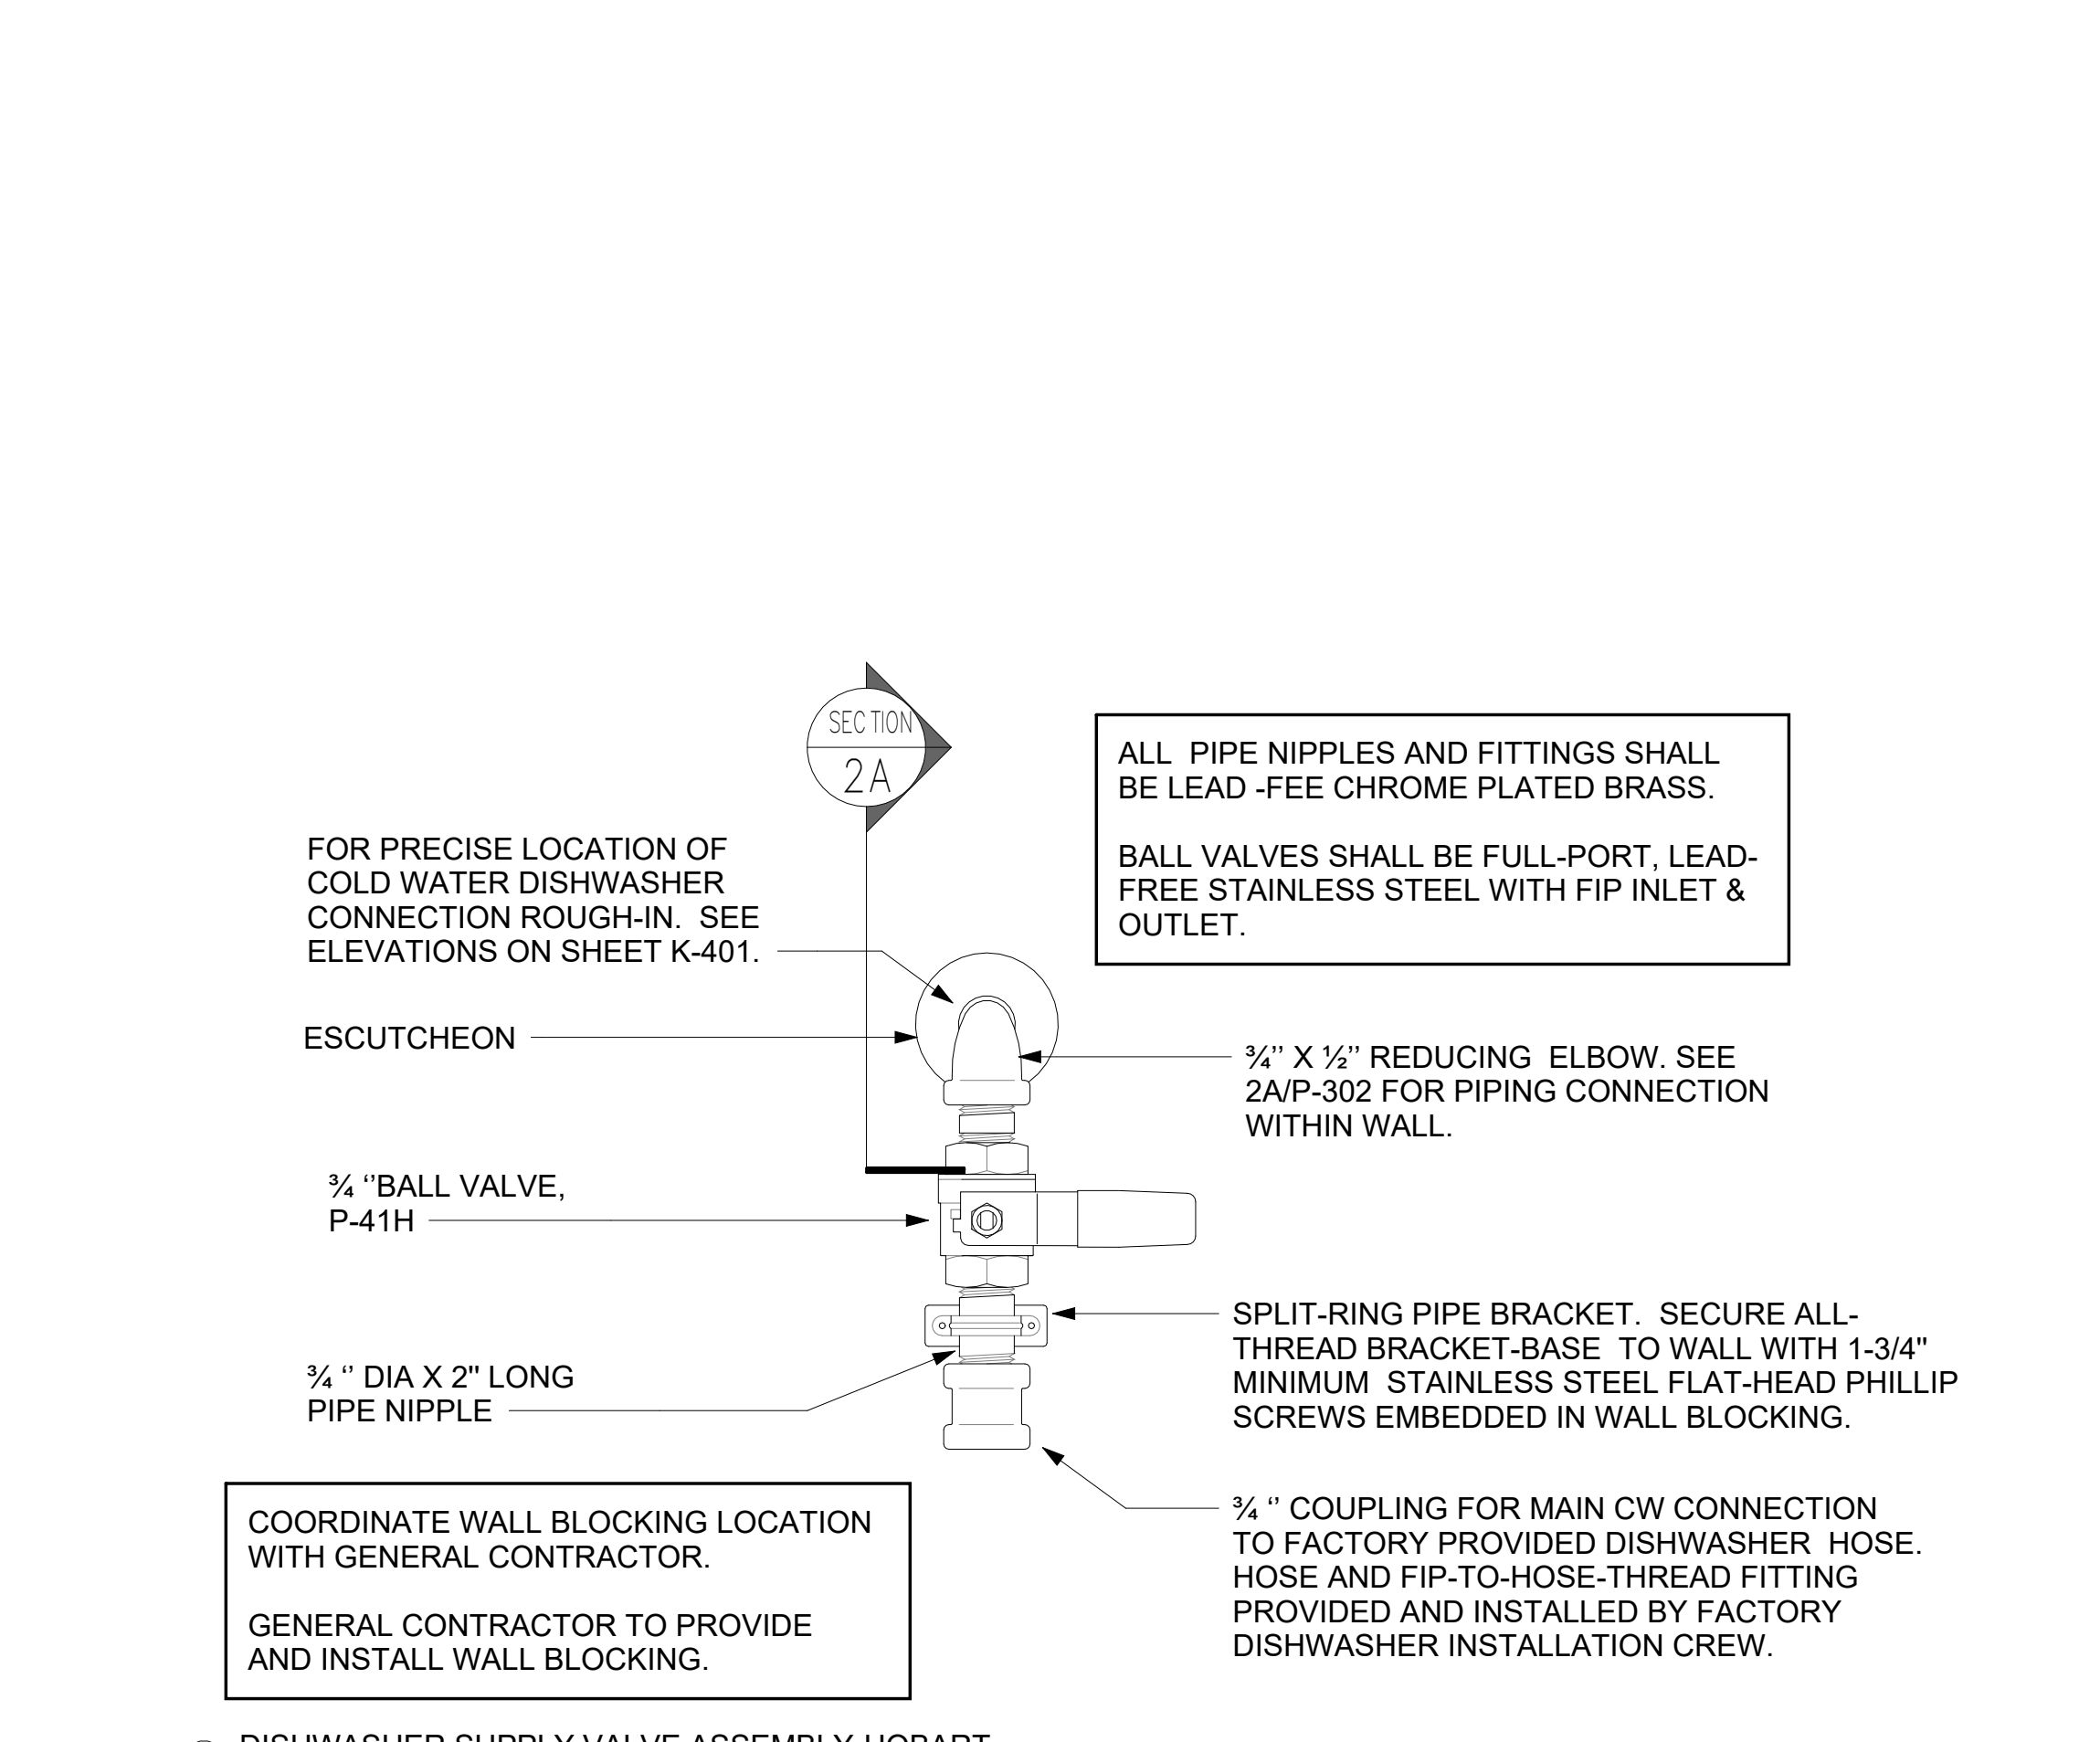 SECTION
2A
ALL PIPE NIPPLES AND FITTINGS SHALL
BE LEAD -FEE CHROME PLATED BRASS.
BALL VALVES SHALL BE FULL-PORT, LEAD-
FREE STAINLESS STEEL WITH FIP INLET &
OUTLET.
FOR PRECISE LOCATION OF
COLD WATER DISHWASHER
CONNECTION ROUGH-IN. SEE
ELEVATIONS ON SHEET K-401.
ESCUTCHEON
¾’’ X ½’’ REDUCING ELBOW. SEE
2A/P-302 FOR PIPING CONNECTION
WITHIN WALL.
¾ ‘’BALL VALVE,
P-41H
SPLIT-RING PIPE BRACKET. SECURE ALL-
THREAD BRACKET-BASE TO WALL WITH 1-3/4"
MINIMUM STAINLESS STEEL FLAT-HEAD PHILLIP
SCREWS EMBEDDED IN WALL BLOCKING.
¾ ‘’ DIA X 2" LONG
PIPE NIPPLE
¾ ‘’ COUPLING FOR MAIN CW CONNECTION
TO FACTORY PROVIDED DISHWASHER HOSE.
HOSE AND FIP-TO-HOSE-THREAD FITTING
PROVIDED AND INSTALLED BY FACTORY
DISHWASHER INSTALLATION CREW.
COORDINATE WALL BLOCKING LOCATION
WITH GENERAL CONTRACTOR.
GENERAL CONTRACTOR TO PROVIDE
AND INSTALL WALL BLOCKING.
DISHWASHER SUPPLY VALVE ASSEMBLY HOBART